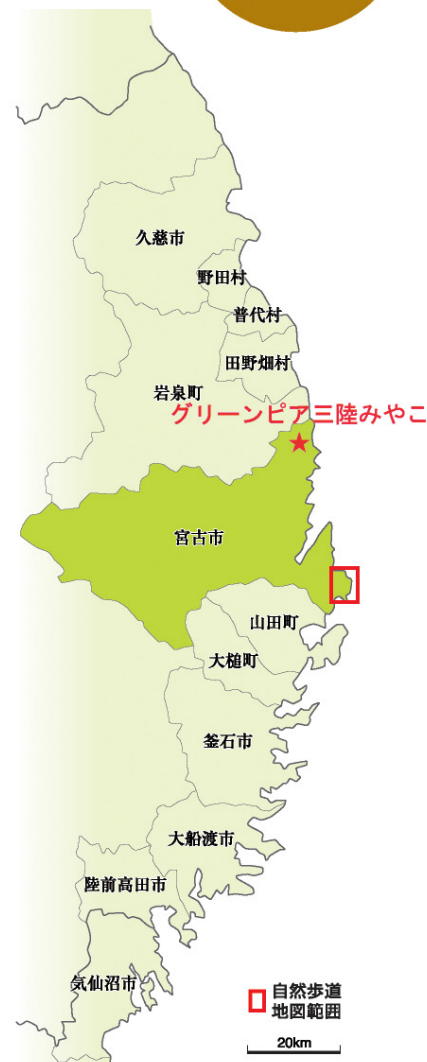 久慈市
野田村
普代村
田野畑村
岩泉町
グリーンピア三陸みやこ
宮古市
山田町
大槌町
釜石市
大船渡市
陸前高田市
気仙沼市
自然歩道
地図範囲
20km